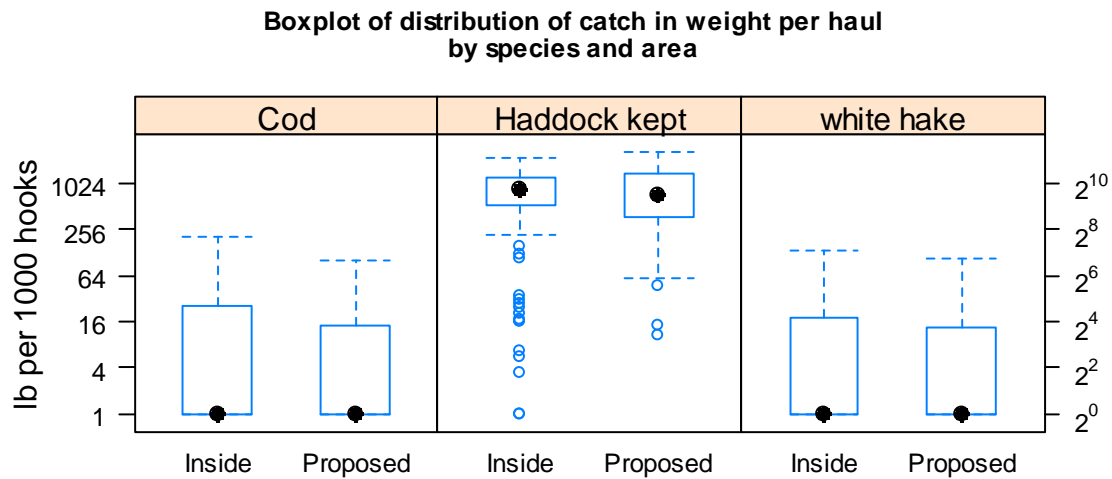 Boxplot of distribution of catch in weight per haul
by species and area
Cod Haddock kept white hake
lb per 1000 hooks
1024
256
64
16
4
1
2^10
2^8
2^6
2^4
2^2
2^0
Inside Proposed Inside Proposed Inside Proposed